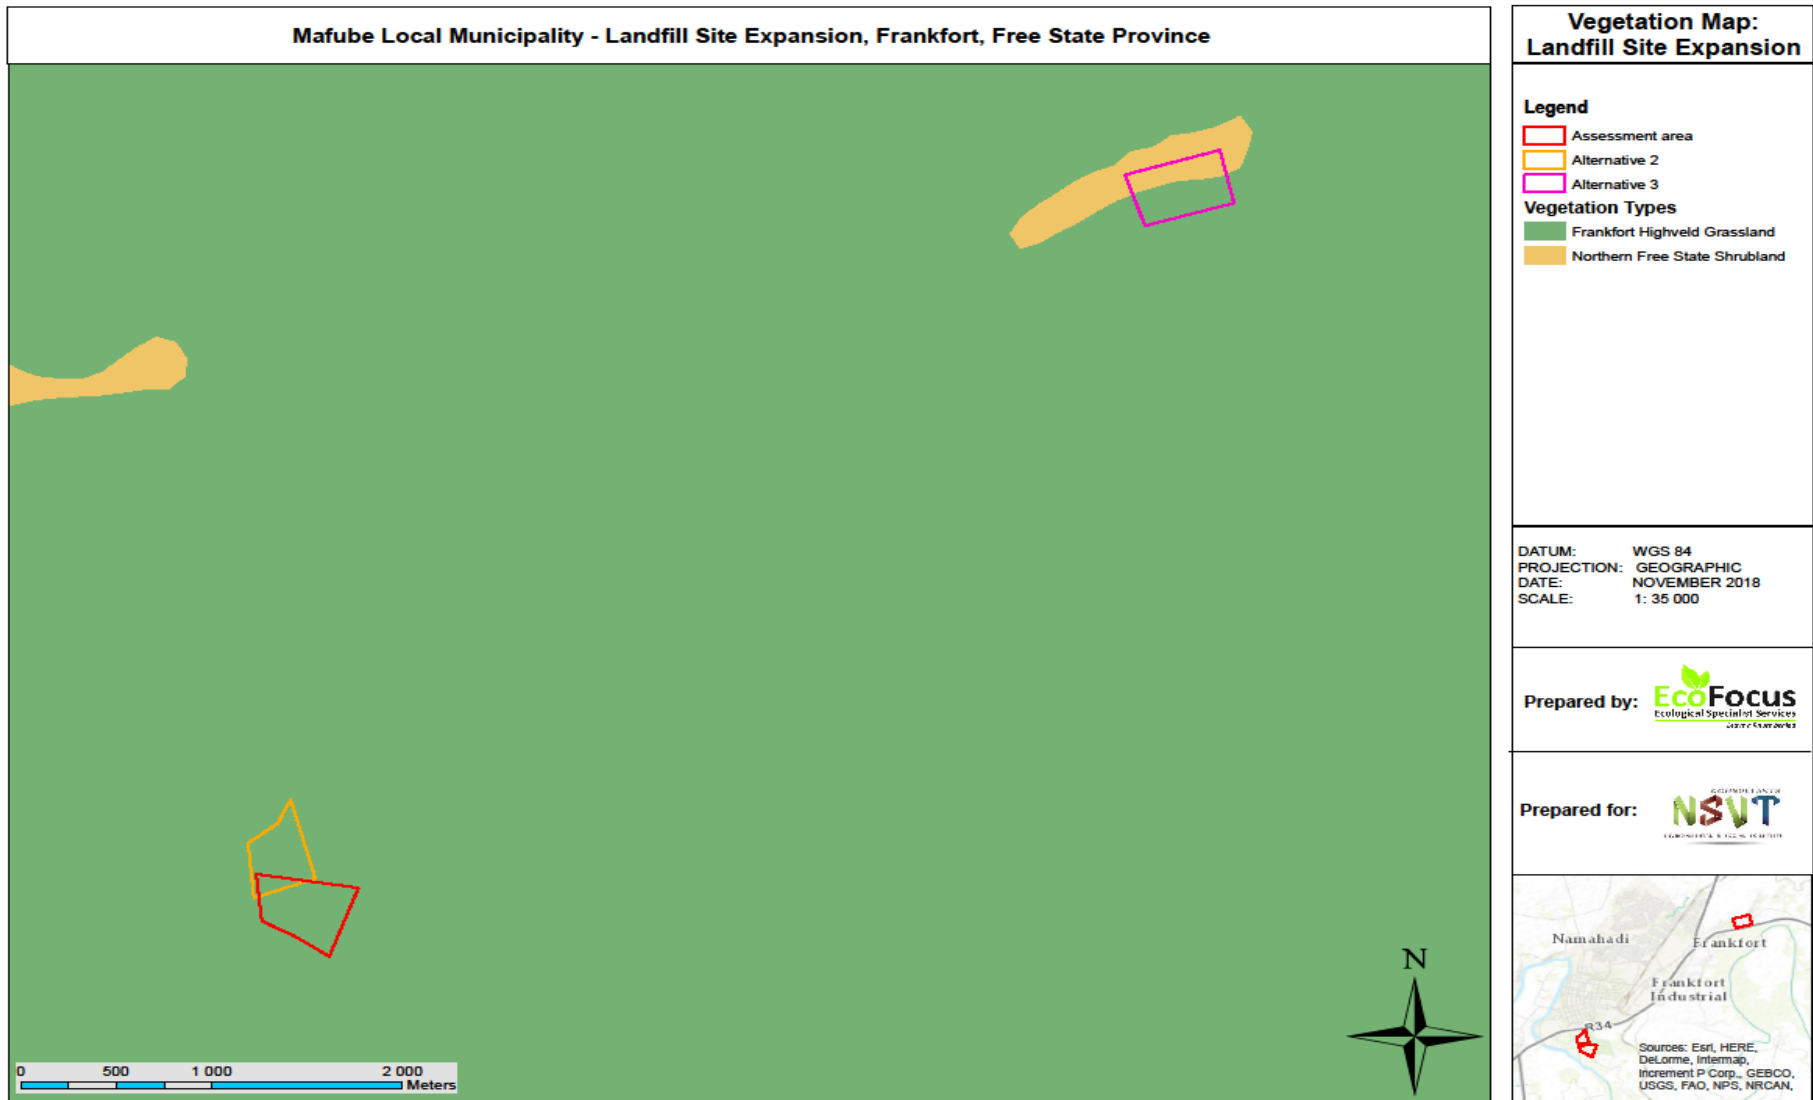 Mafube Local Municipality - Landfill Site Expansion, Frankfort, Free State Province
Vegetation Map:
Landfill Site Expansion
Legend
Assessment area
Alternative 2
Alternative 3
Vegetation Types
Frankfort Highveld Grassland
Northern Free State Shrubland
DATUM: WGS 84
PROJECTION: GEOGRAPHIC
DATE: NOVEMBER 2018
SCALE: 1: 35 000
Prepared by:
EcoFocus
Ecological Specialist Services
Prepared for:
NSVT
Namahadi
Frankfort
Frankfort
Industrial
R34
Sources: Esri, HERE,
DeLorme, Intermap,
Increment P Corp., GEBCO,
USGS, FAO, NPS, NRCAN,
N
0 500 1 000 2 000
Meters